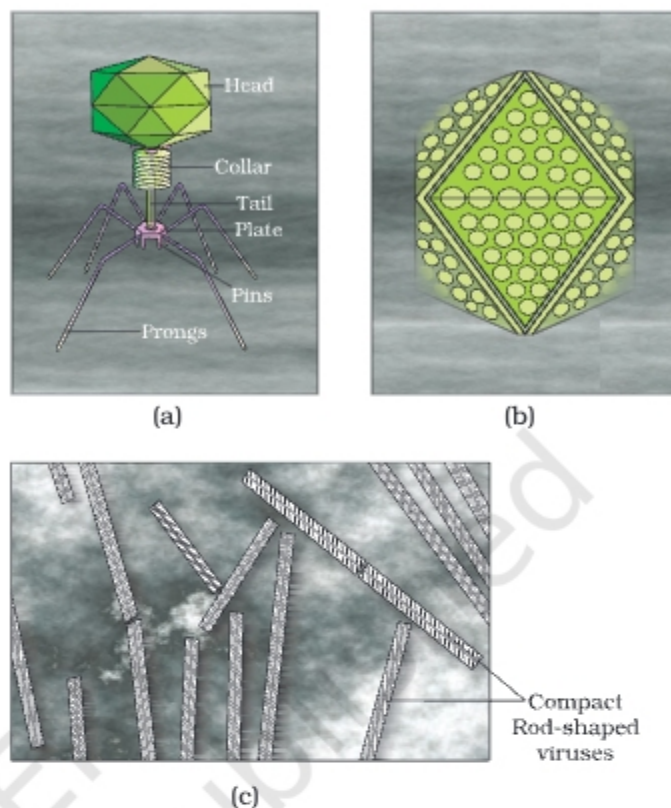 Head
Collar
Tail
Plate
Pins
Prongs
(a)
(b)
Compact
Rod-shaped
viruses
(c)